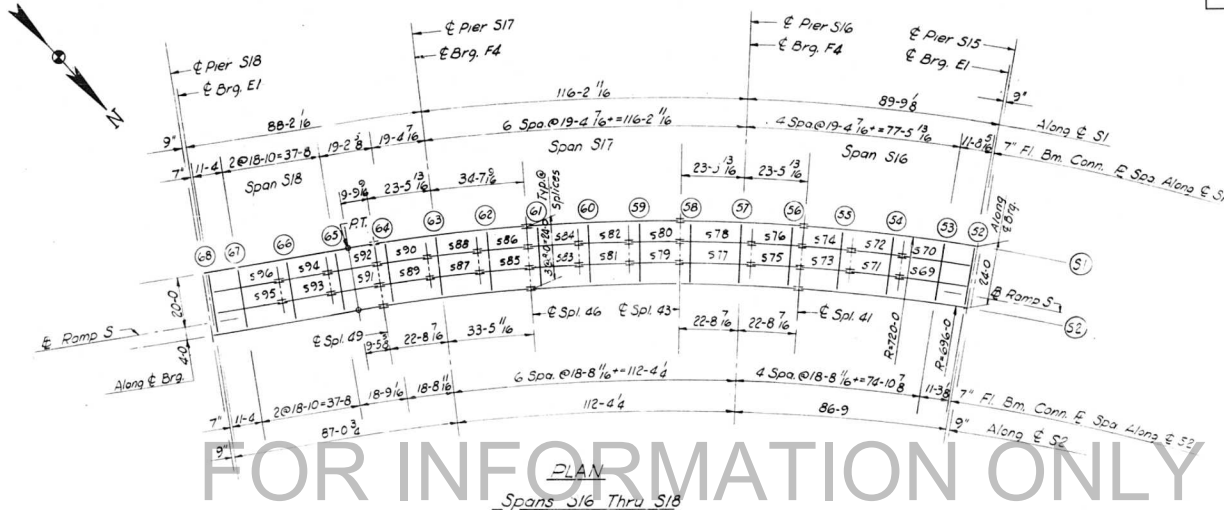 N
℄ Pier S18
℄ Brg. E1
℄ Pier S17
℄ Brg. F4
℄ Pier S16
℄ Brg. F4
℄ Pier S15
℄ Brg. E1
9"
88-2 1/16
116-2 11/16
89-9 1/8
9"
Along ℄ S1
7"
11-4
2@18-10=37-8
19-2 3/8
19-4 7/16
6 Spa.@19-4 7/16+=116-2 11/16
4 Spa.@19-4 7/16+=77-5 13/16
11-8 5/16
7" Fl. Bm. Conn. ℞ Spa Along ℄ S1
Span S18
Span S17
Span S16
9-9 9/16
23-5 13/16
34-7 9/16
Typ.@ Splices
3@8-0=24-0
23-5 13/16
23-5 13/16
P.T.
68
67
66
65
64
63
62
61
60
59
58
57
56
55
54
53
52
Along ℄ Brg.
24-0
S96
S94
S92
S90
S88
S86
S84
S82
S80
S78
S76
S74
S72
S70
S95
S93
S91
S89
S87
S85
S83
S81
S79
S77
S75
S73
S71
S69
S1
20-0
℄ Ramp S
4-0
Along ℄ Brg.
℄ Ramp S
S2
℄ Spl. 49
℄ Spl. 46
℄ Spl. 43
℄ Spl. 41
R=720-0
R=696-0
22-8 7/16
33-5 11/16
22-8 7/16
22-8 7/16
7"
11-4
2@18-10=37-8
18-9 1/16
18-8 11/16
6 Spa.@18-8 11/16+=112-4 1/4
4 Spa.@18-8 11/16+=74-10 7/8
7" Fl. Bm. Conn. ℞ Spa Along ℄ S2
9"
87-0 3/4
112-4 1/4
86-9
9"
Along ℄ S2
FOR INFORMATION ONLY
PLAN
Spans S16 Thru S18